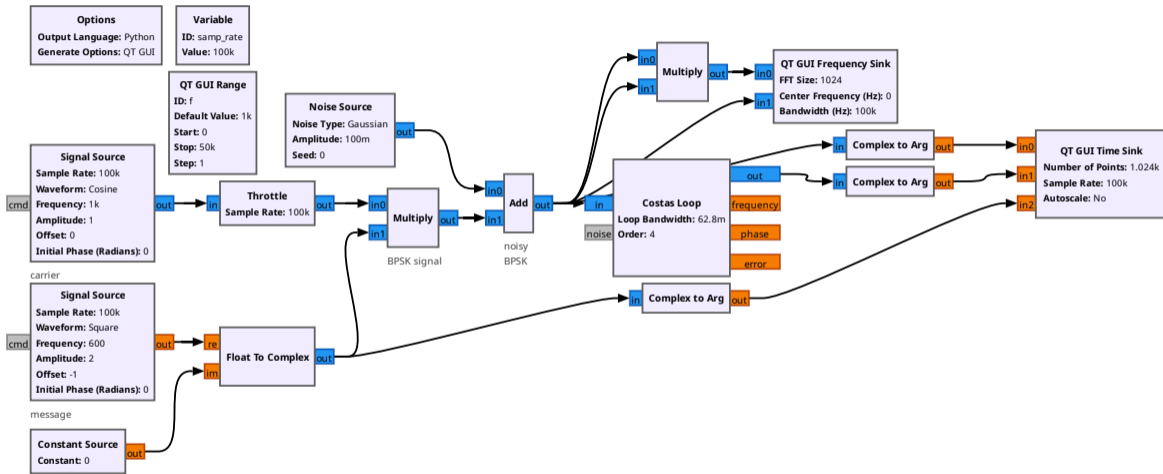 Options
Output Language: Python
Generate Options: QT GUI
Variable
ID: samp_rate
Value: 100k
QT GUI Range
ID: f
Default Value: 1k
Start: 0
Stop: 50k
Step: 1
Noise Source
Noise Type: Gaussian
Amplitude: 100m
Seed: 0
out
in0
in1
Multiply
out
in0
in1
QT GUI Frequency Sink
FFT Size: 1024
Center Frequency (Hz): 0
Bandwidth (Hz): 100k
Signal Source
Sample Rate: 100k
Waveform: Cosine
Frequency: 1k
Amplitude: 1
Offset: 0
Initial Phase (Radians): 0
cmd
out
carrier
in
Throttle
Sample Rate: 100k
out
in0
in1
Multiply
out
BPSK signal
in0
in1
Add
out
noisy
BPSK
in
noise
Costas Loop
Loop Bandwidth: 62.8m
Order: 4
out
frequency
phase
error
in
Complex to Arg
out
in
Complex to Arg
out
in0
in1
in2
QT GUI Time Sink
Number of Points: 1.024k
Sample Rate: 100k
Autoscale: No
in
Complex to Arg
out
Signal Source
Sample Rate: 100k
Waveform: Square
Frequency: 600
Amplitude: 2
Offset: -1
Initial Phase (Radians): 0
cmd
out
message
re
im
Float To Complex
out
Constant Source
Constant: 0
out